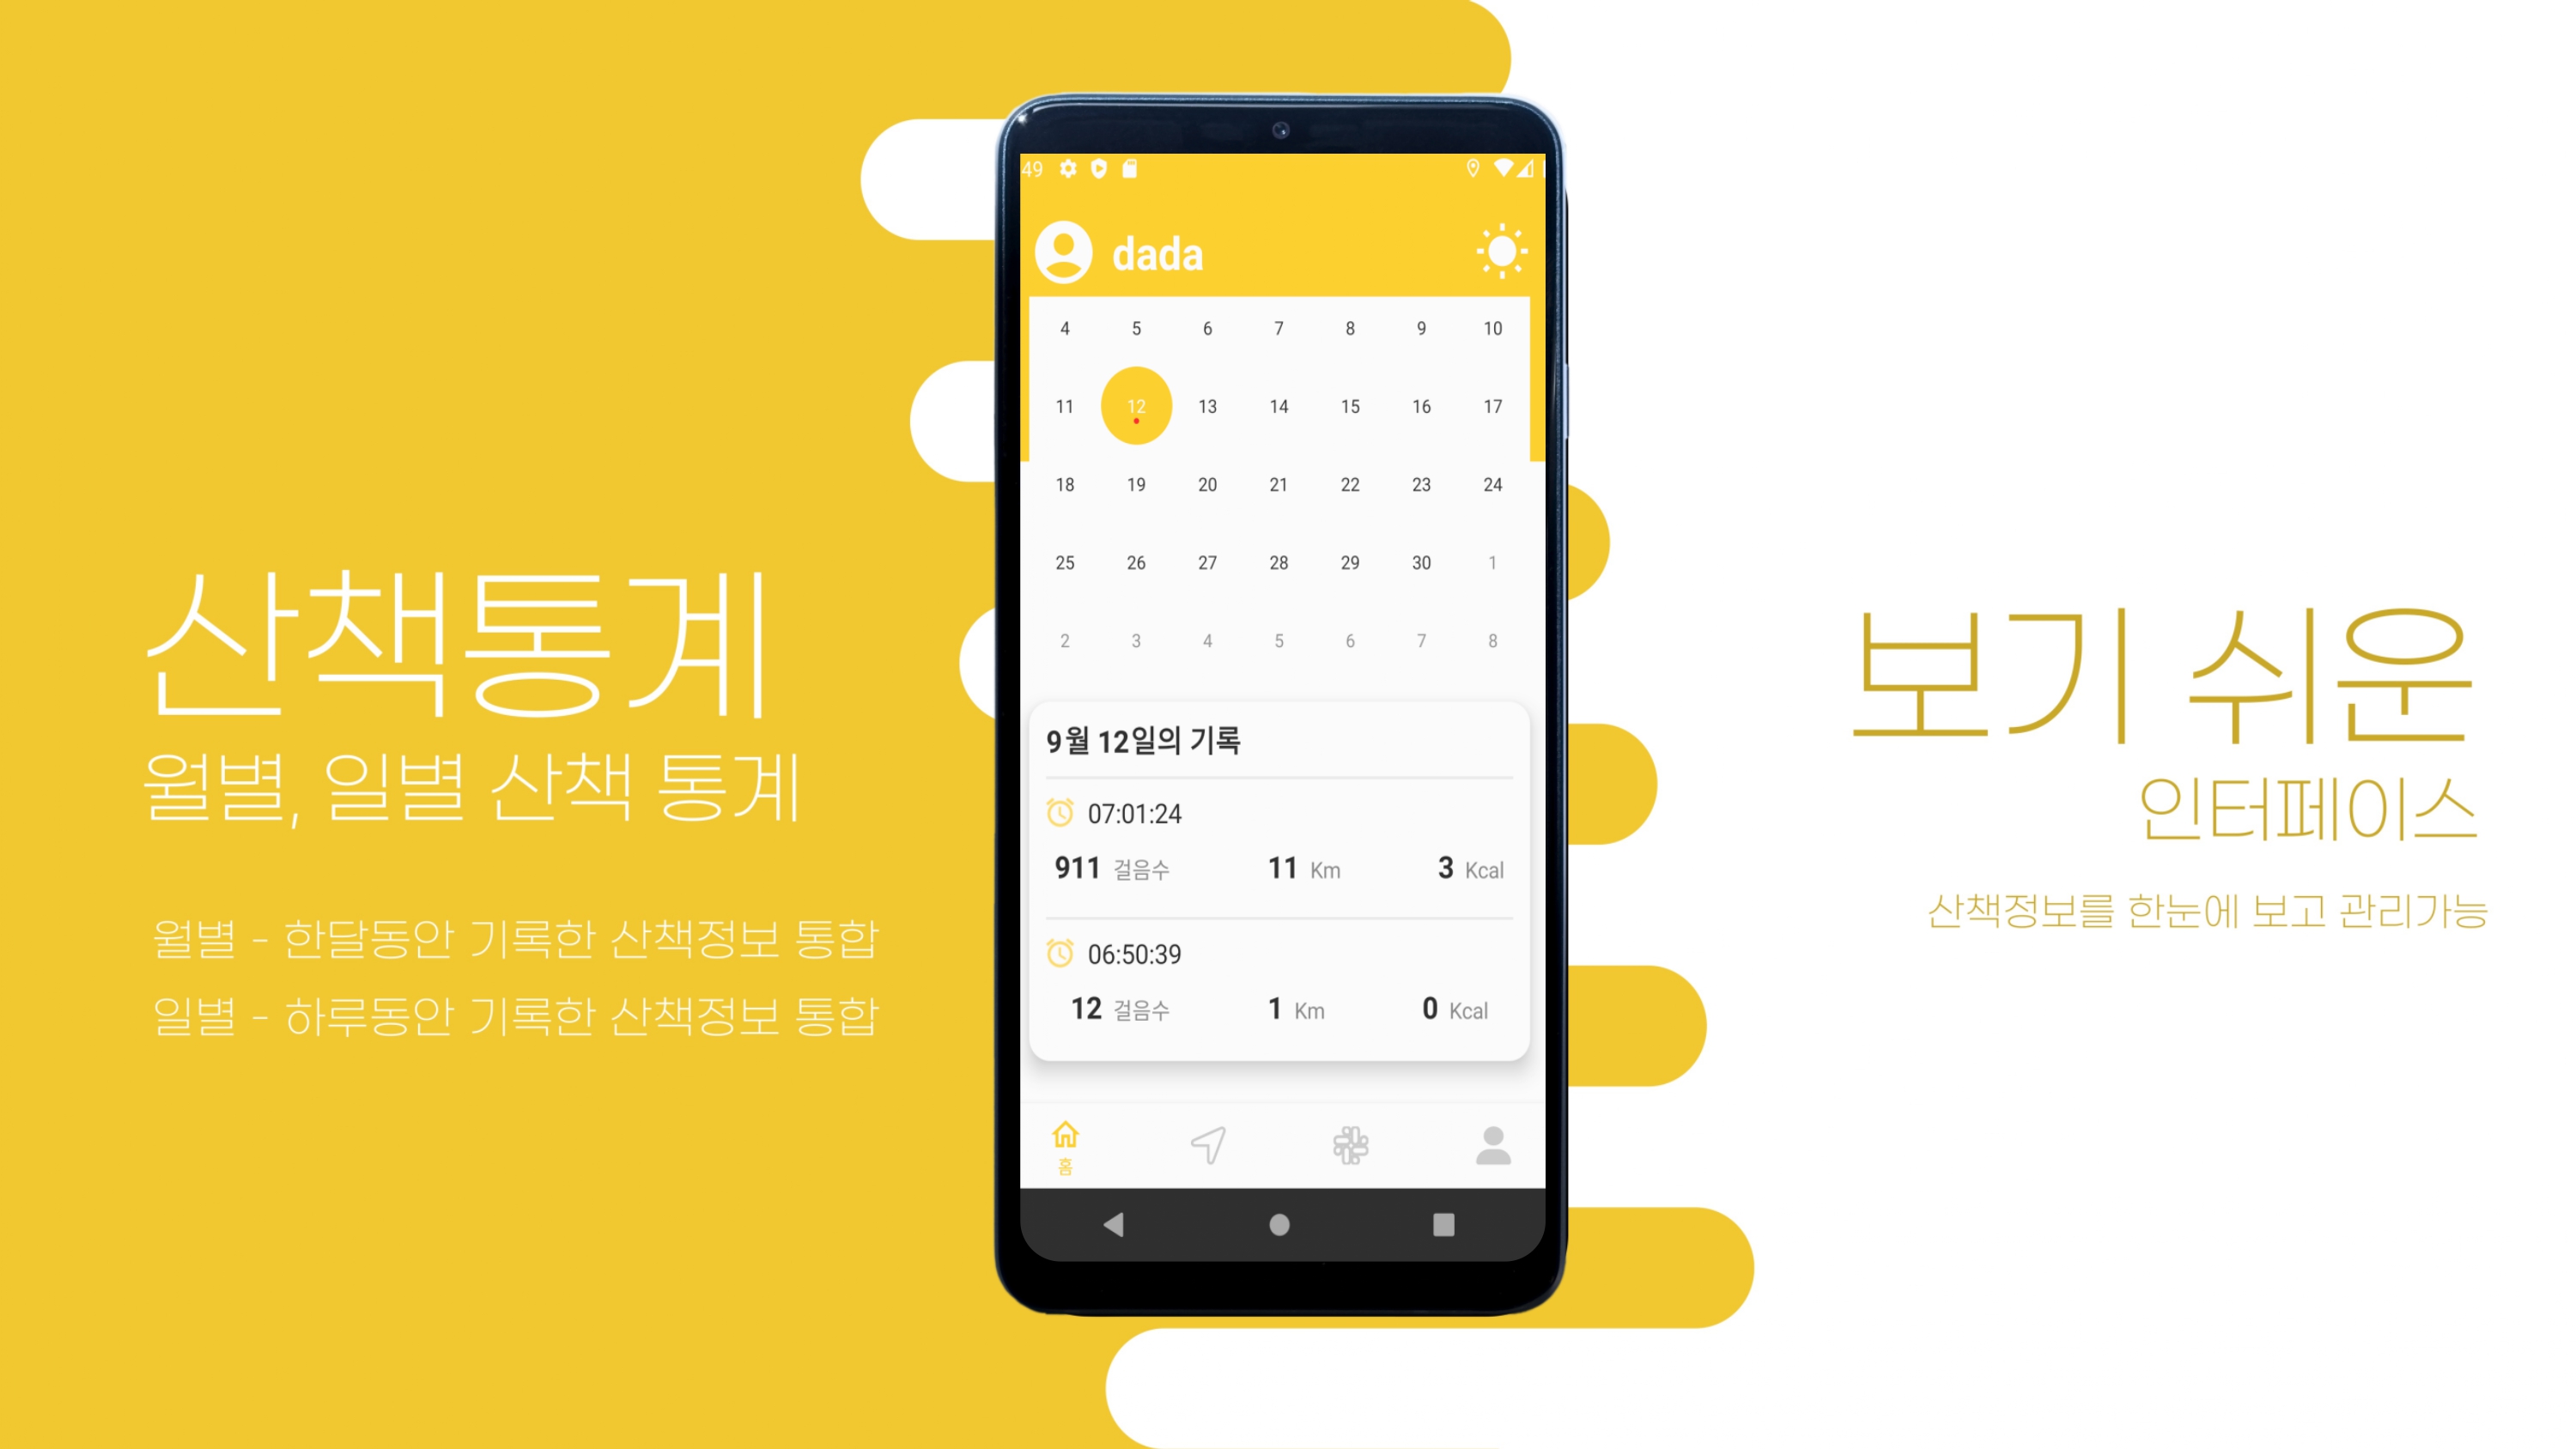 산책통계
월별, 일별 산책 통계
월별 - 한달동안 기록한 산책정보 통합
일별 - 하루동안 기록한 산책정보 통합
49
dada
4 5 6 7 8 9 10
11 12 13 14 15 16 17
18 19 20 21 22 23 24
25 26 27 28 29 30 1
2 3 4 5 6 7 8
9월 12일의 기록
07:01:24
911 걸음수 11 Km 3 Kcal
06:50:39
12 걸음수 1 Km 0 Kcal
홈
보기 쉬운
인터페이스
산책정보를 한눈에 보고 관리가능